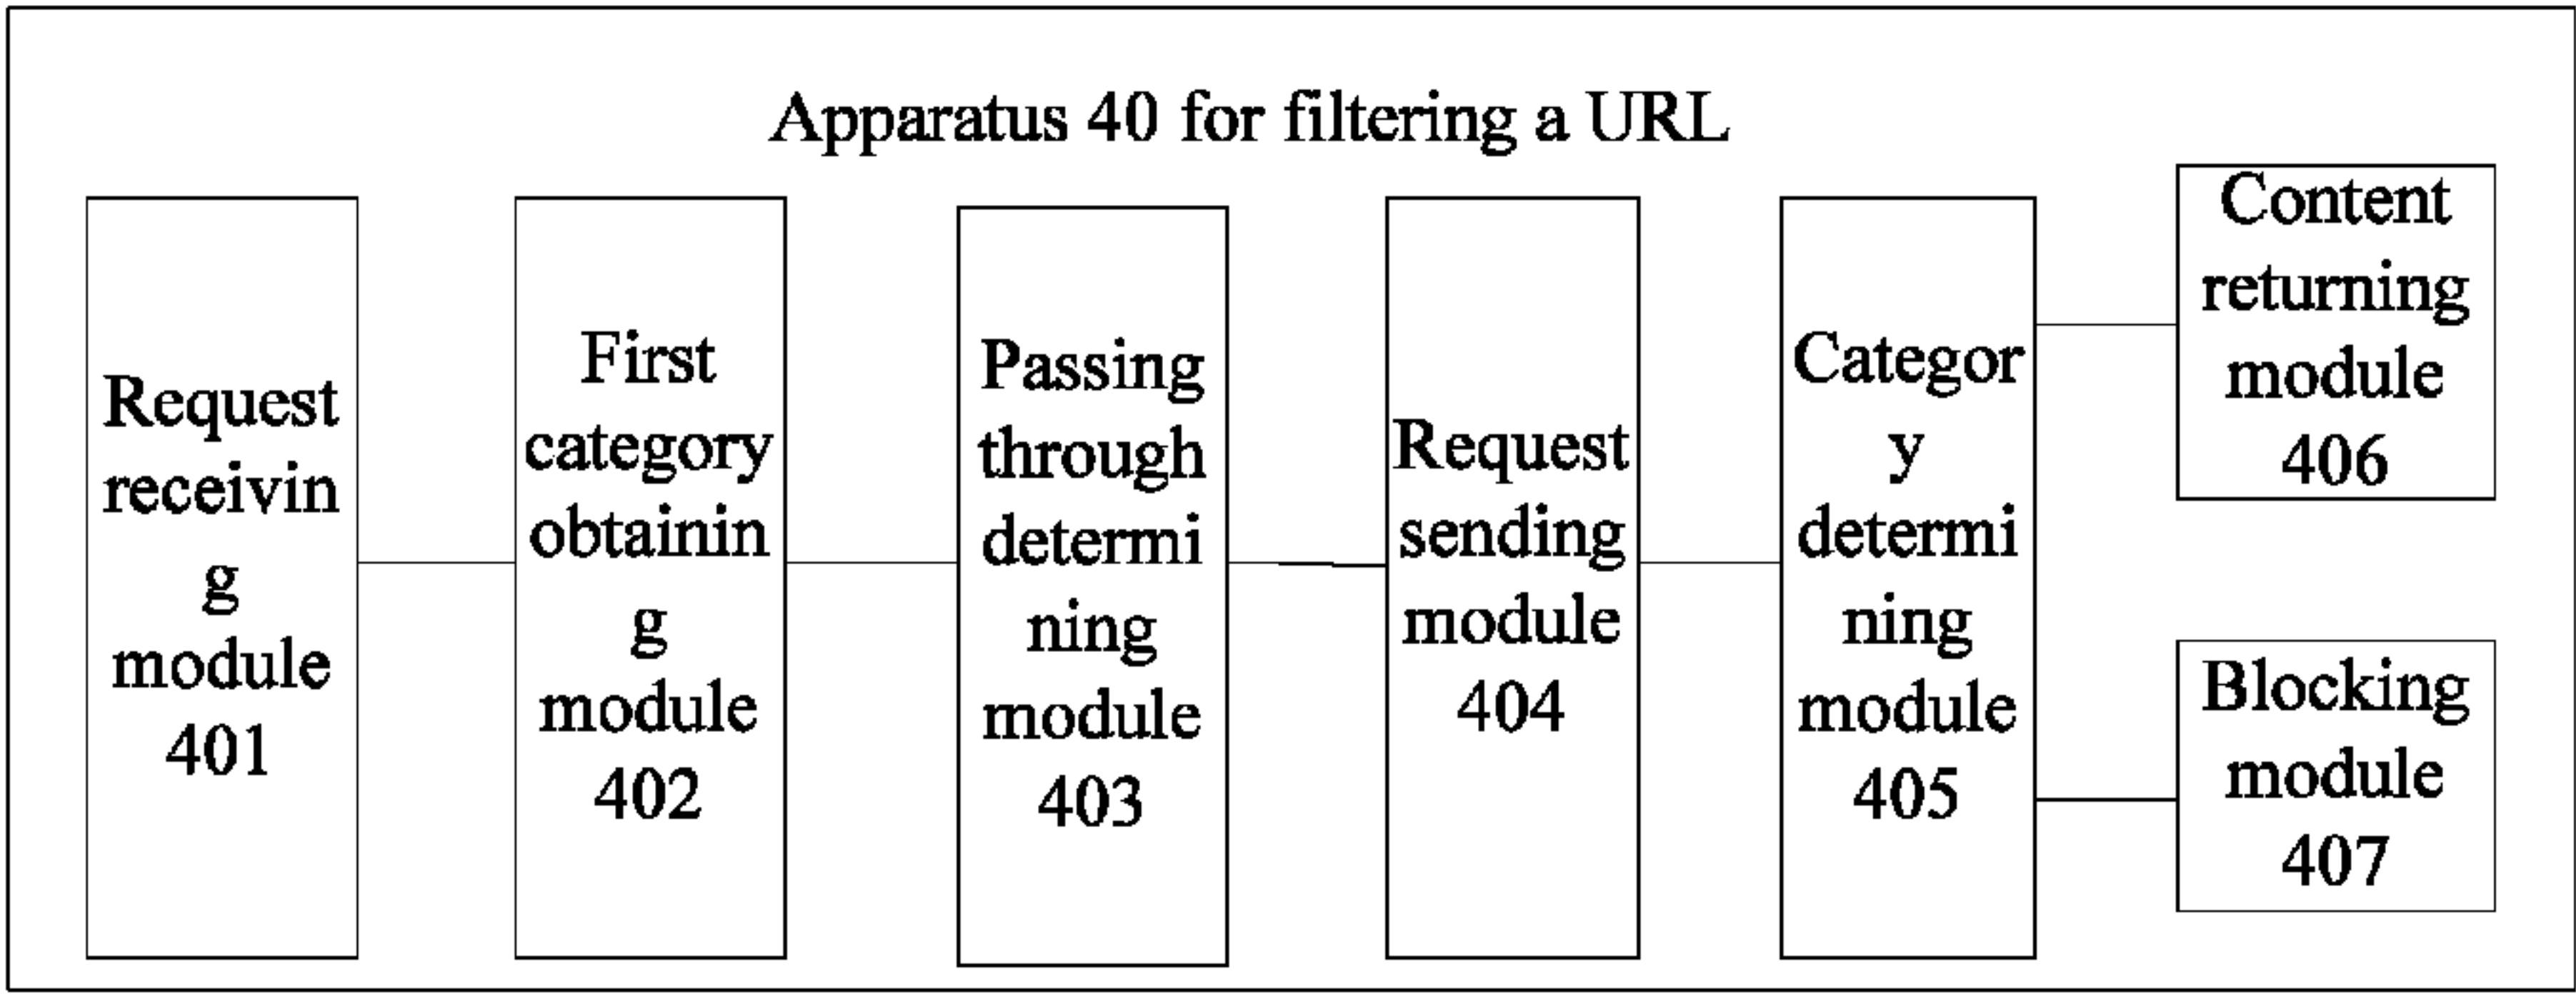 Apparatus 40 for filtering a URL
Request
receivin
g
module
401
First
category
obtainin
g
module
402
Passing
through
determi
ning
module
403
Request
sending
module
404
Categor
y
determi
ning
module
405
Content
returning
module
406
Blocking
module
407